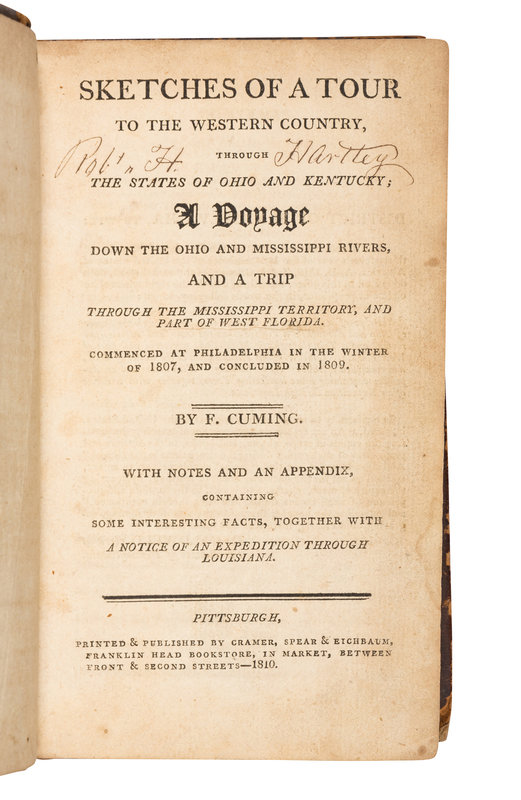 SKETCHES OF A TOUR
TO THE WESTERN COUNTRY,
Robt. H. Hartley
THROUGH
THE STATES OF OHIO AND KENTUCKY;
A Voyage
DOWN THE OHIO AND MISSISSIPPI RIVERS,
AND A TRIP
THROUGH THE MISSISSIPPI TERRITORY, AND
PART OF WEST FLORIDA.
COMMENCED AT PHILADELPHIA IN THE WINTER
OF 1807, AND CONCLUDED IN 1809.
BY F. CUMING.
WITH NOTES AND AN APPENDIX,
CONTAINING
SOME INTERESTING FACTS, TOGETHER WITH
A NOTICE OF AN EXPEDITION THROUGH
LOUISIANA.
PITTSBURGH,
PRINTED & PUBLISHED BY CRAMER, SPEAR & EICHBAUM,
FRANKLIN HEAD BOOKSTORE, IN MARKET, BETWEEN
FRONT & SECOND STREETS—1810.